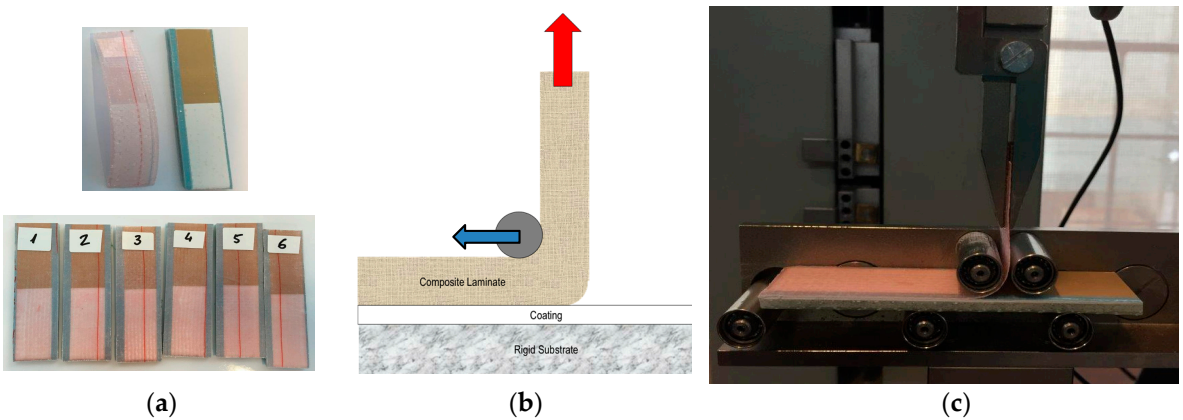 1 2 3 4 5 6
Composite Laminate
Coating
Rigid Substrate
(a) (b) (c)